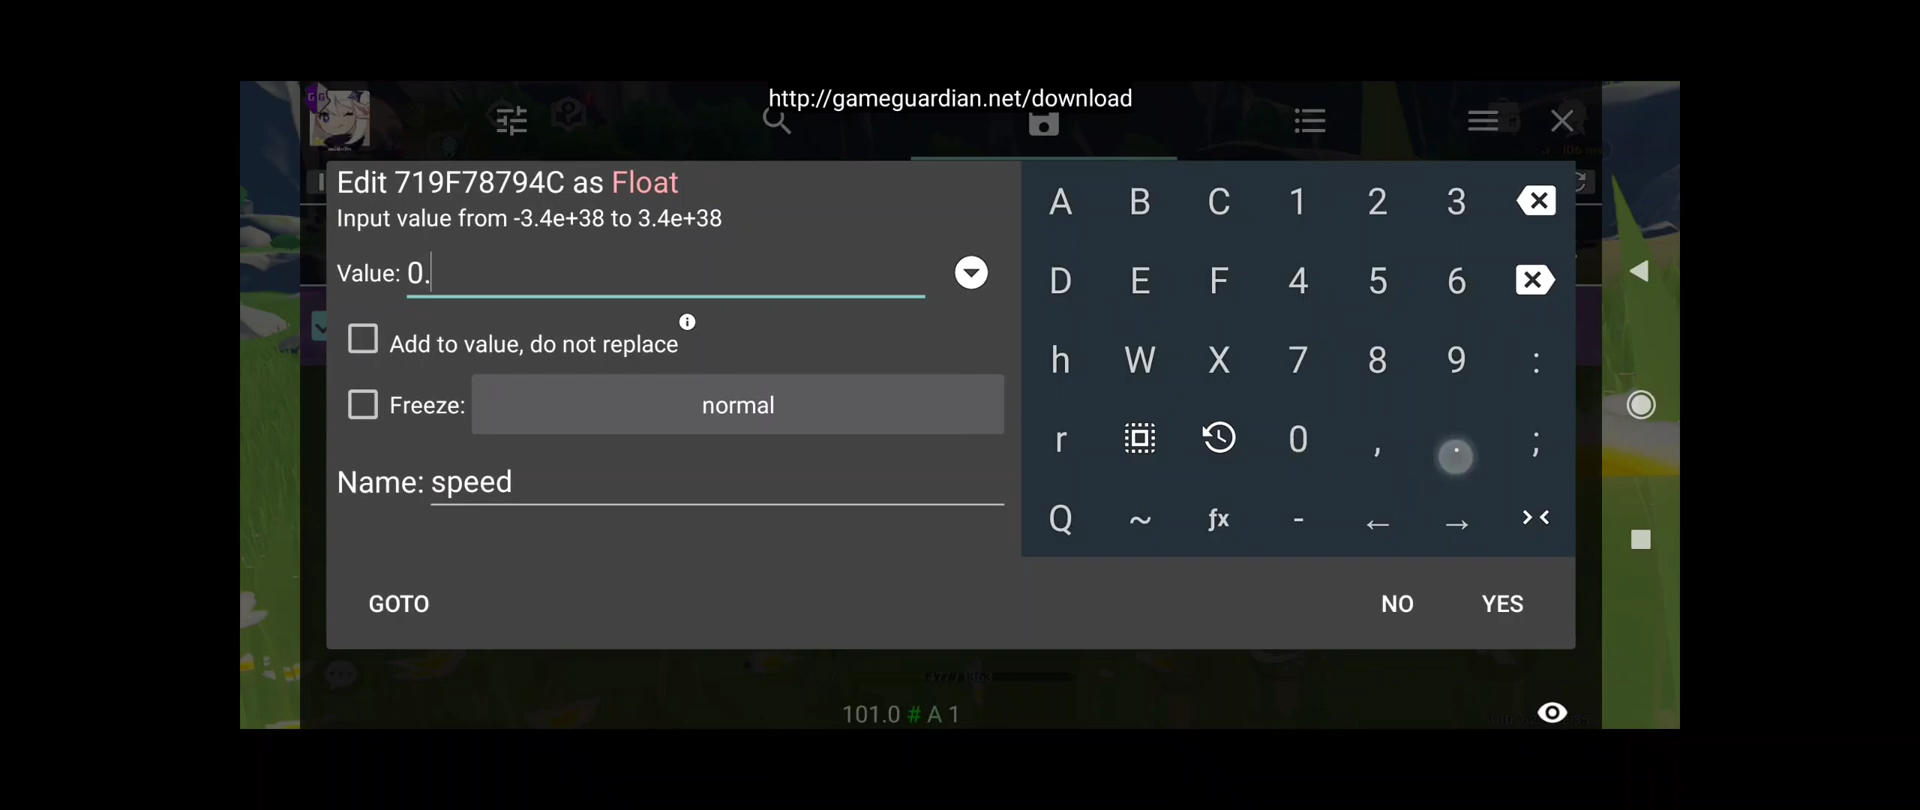 http://gameguardian.net/download
Edit 719F78794C as Float
Input value from -3.4e+38 to 3.4e+38
Value: 0.
Add to value, do not replace
Freeze: normal
Name: speed
GOTO
NO YES
A B C 1 2 3
D E F 4 5 6
h W X 7 8 9 :
r 0 , . ;
Q ~ ƒx - ← → ><
101.0 # A 1